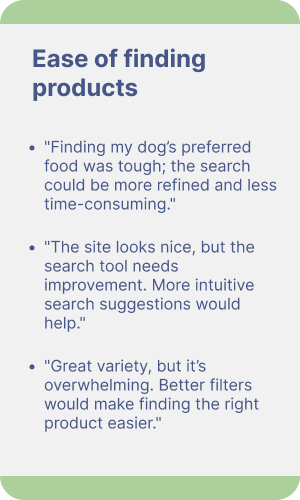 Ease of finding
products
• "Finding my dog’s preferred
food was tough; the search
could be more refined and less
time-consuming."
• "The site looks nice, but the
search tool needs
improvement. More intuitive
search suggestions would
help."
• "Great variety, but it’s
overwhelming. Better filters
would make finding the right
product easier."